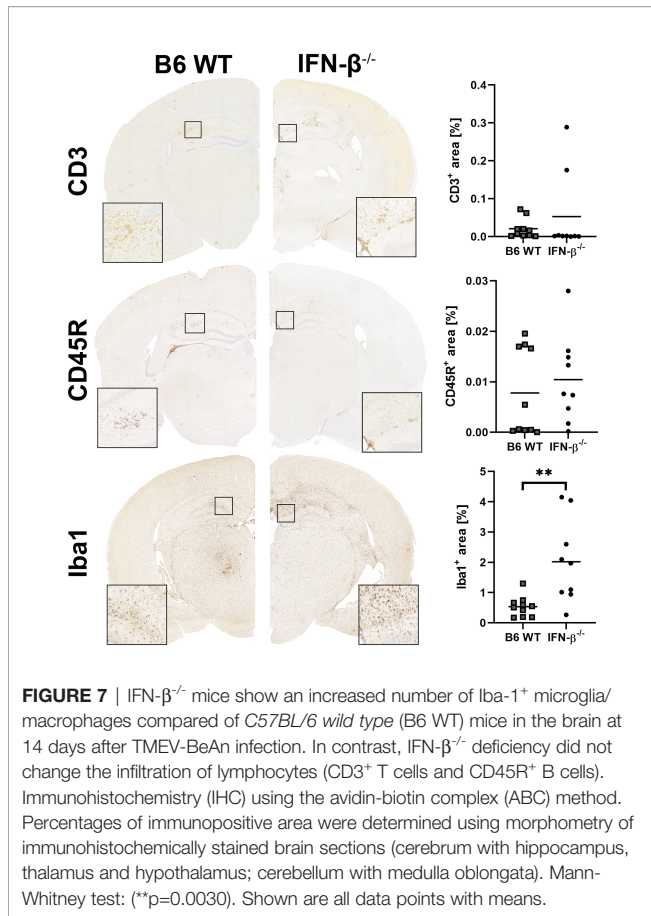 B6 WT IFN-β-/-
CD3
0.4
0.3
0.2
0.1
0.0
CD3+ area [%]
B6 WT IFN-β-/-
CD45R
0.03
0.02
0.01
0.00
CD45R+ area [%]
B6 WT IFN-β-/-
Iba1
5
4
3
2
1
0
Iba1+ area [%]
**
B6 WT IFN-β-/-
FIGURE 7 | IFN-β-/- mice show an increased number of Iba-1+ microglia/
macrophages compared of C57BL/6 wild type (B6 WT) mice in the brain at
14 days after TMEV-BeAn infection. In contrast, IFN-β-/- deficiency did not
change the infiltration of lymphocytes (CD3+ T cells and CD45R+ B cells).
Immunohistochemistry (IHC) using the avidin-biotin complex (ABC) method.
Percentages of immunopositive area were determined using morphometry of
immunohistochemically stained brain sections (cerebrum with hippocampus,
thalamus and hypothalamus; cerebellum with medulla oblongata). Mann-
Whitney test: (**p=0.0030). Shown are all data points with means.